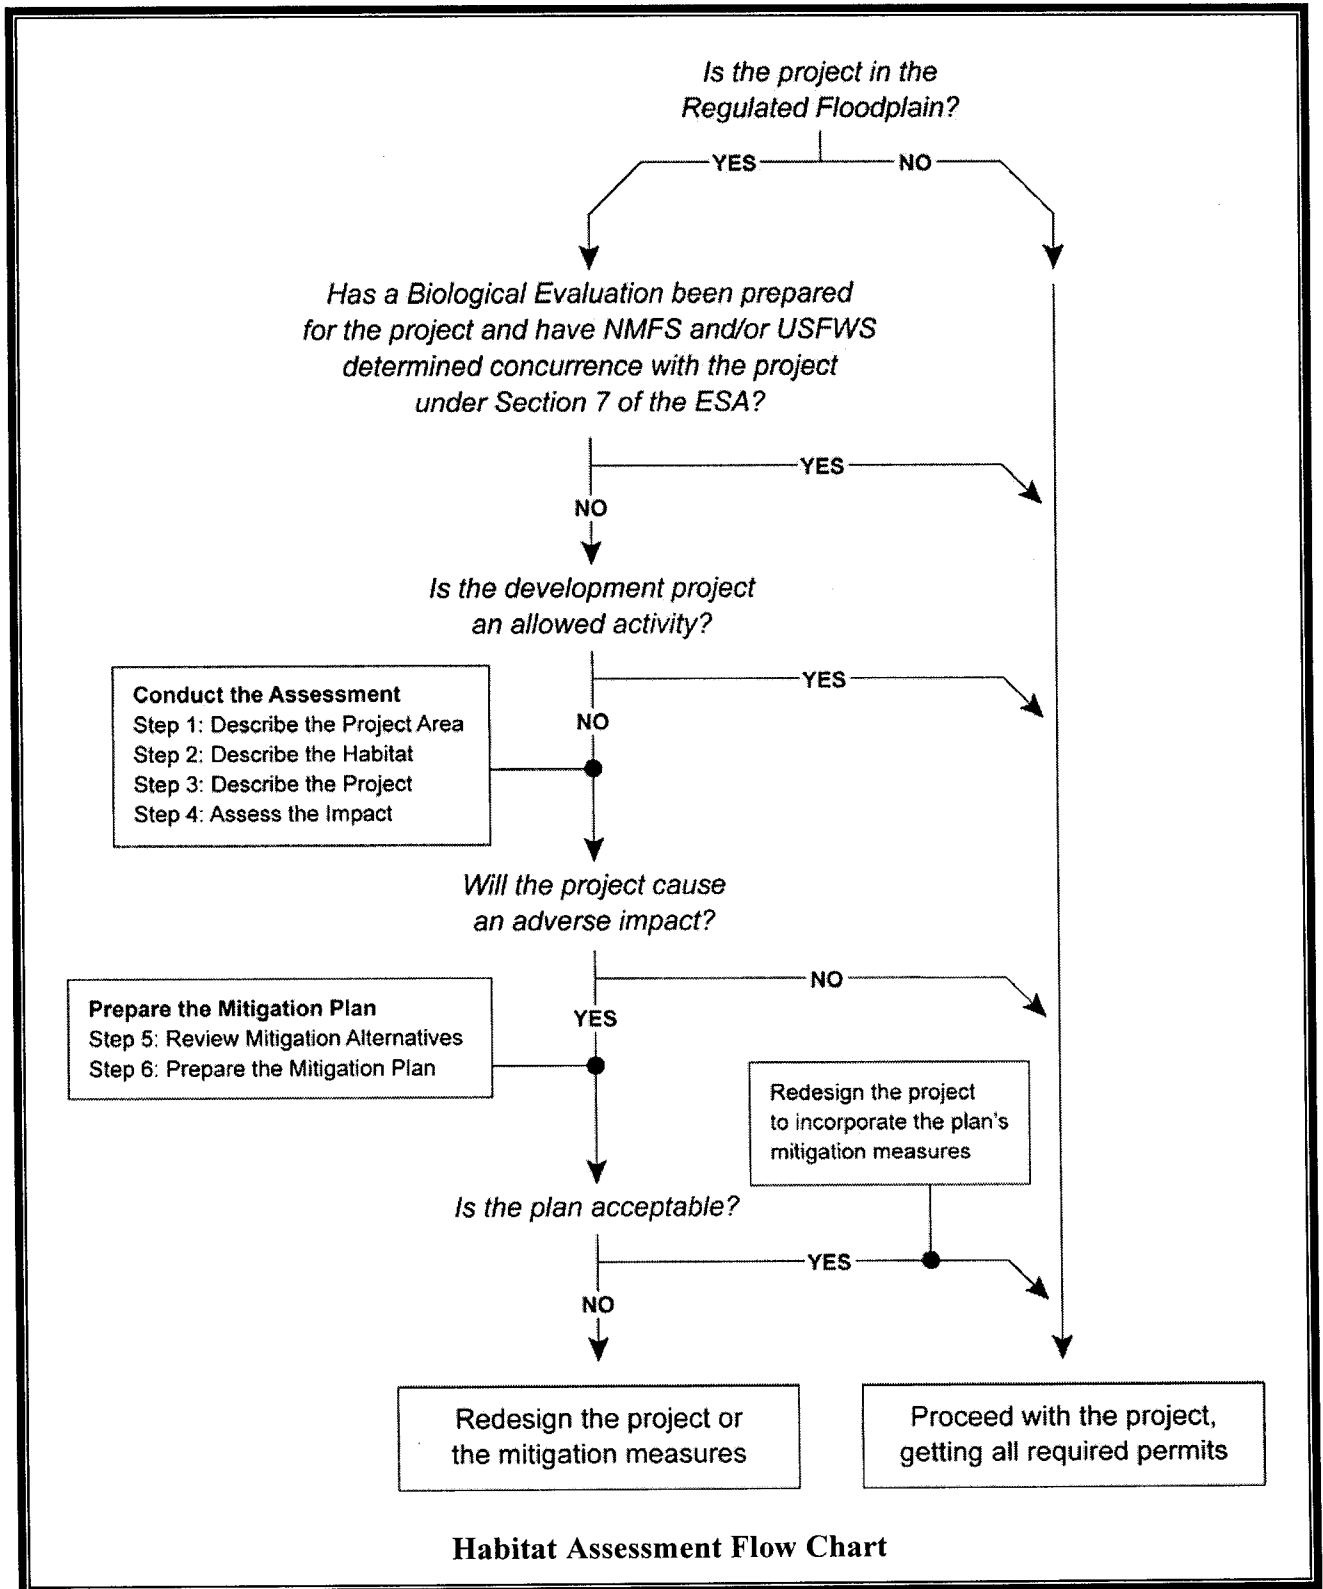 Is the project in the
Regulated Floodplain?
YES
NO
Has a Biological Evaluation been prepared
for the project and have NMFS and/or USFWS
determined concurrence with the project
under Section 7 of the ESA?
YES
NO
Is the development project
an allowed activity?
YES
NO
Conduct the Assessment
Step 1: Describe the Project Area
Step 2: Describe the Habitat
Step 3: Describe the Project
Step 4: Assess the Impact
Will the project cause
an adverse impact?
NO
YES
Prepare the Mitigation Plan
Step 5: Review Mitigation Alternatives
Step 6: Prepare the Mitigation Plan
Redesign the project
to incorporate the plan's
mitigation measures
Is the plan acceptable?
YES
NO
Redesign the project or
the mitigation measures
Proceed with the project,
getting all required permits
Habitat Assessment Flow Chart